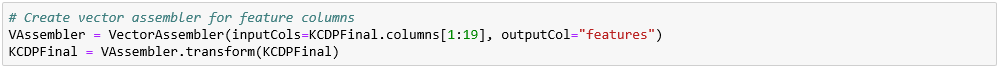 # Create vector assembler for feature columns
VAssembler = VectorAssembler(inputCols=KCDPFinal.columns[1:19], outputCol="features")
KCDPFinal = VAssembler.transform(KCDPFinal)